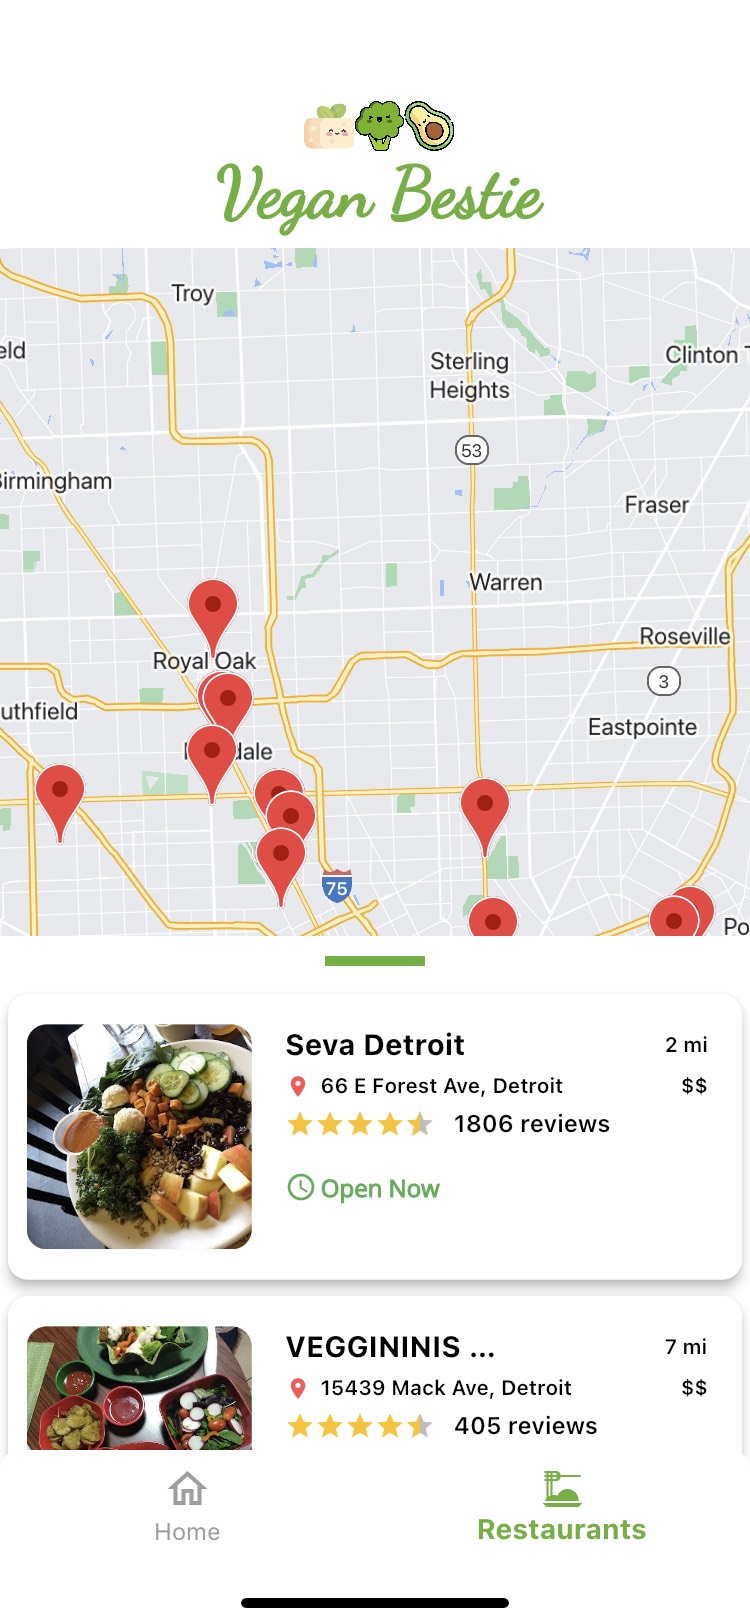 Vegan Bestie
Troy
eld
Sterling
Heights
Clinton T
53
Birmingham
Fraser
Warren
Roseville
Royal Oak
3
uthfield
Eastpointe
dale
75
Po
Seva Detroit
2 mi
66 E Forest Ave, Detroit
$$
1806 reviews
Open Now
VEGGININIS ...
7 mi
15439 Mack Ave, Detroit
$$
405 reviews
Home
Restaurants